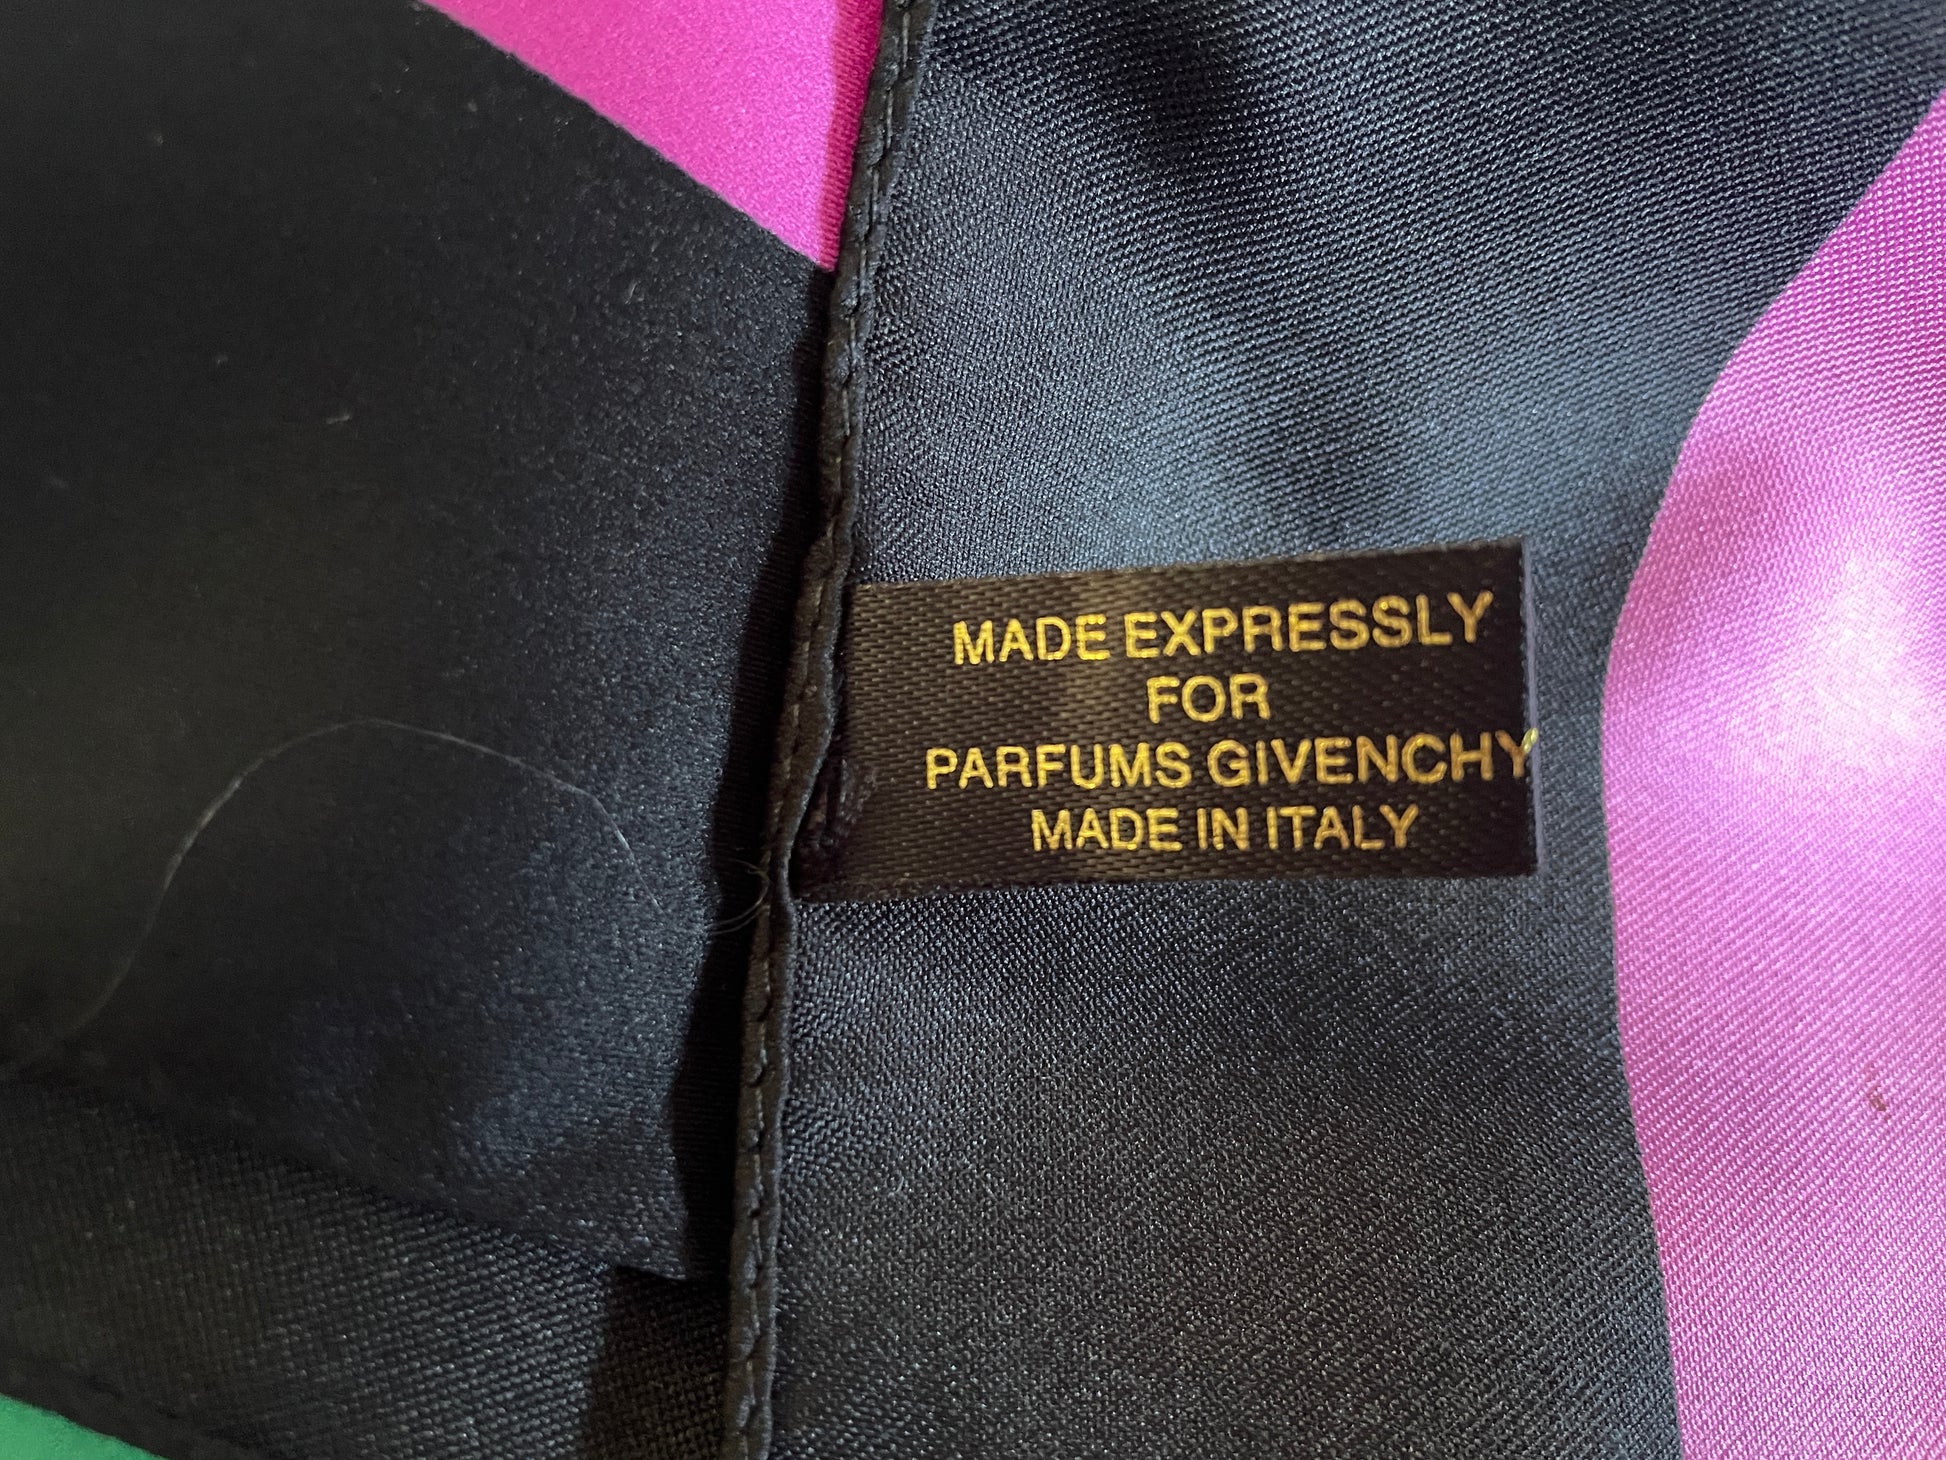 MADE EXPRESSLY
FOR
PARFUMS GIVENCHY
MADE IN ITALY